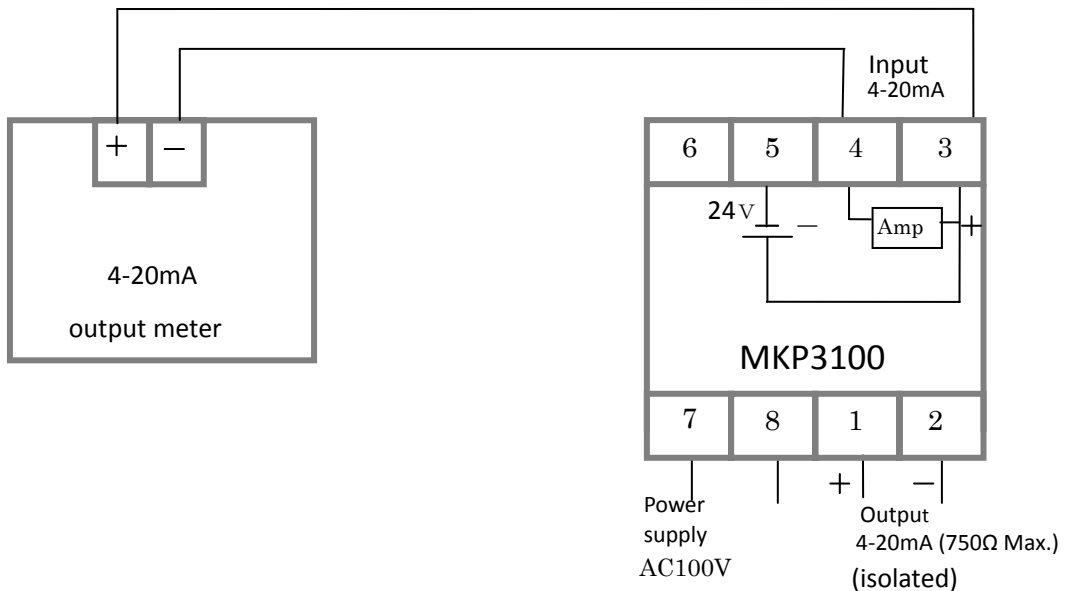 Input
4-20mA
+ −
6 5 4 3
24V − Amp +
4-20mA
output meter
MKP3100
7 8 1 2
+ −
Power
supply
AC100V
Output
4-20mA (750Ω Max.)
(isolated)